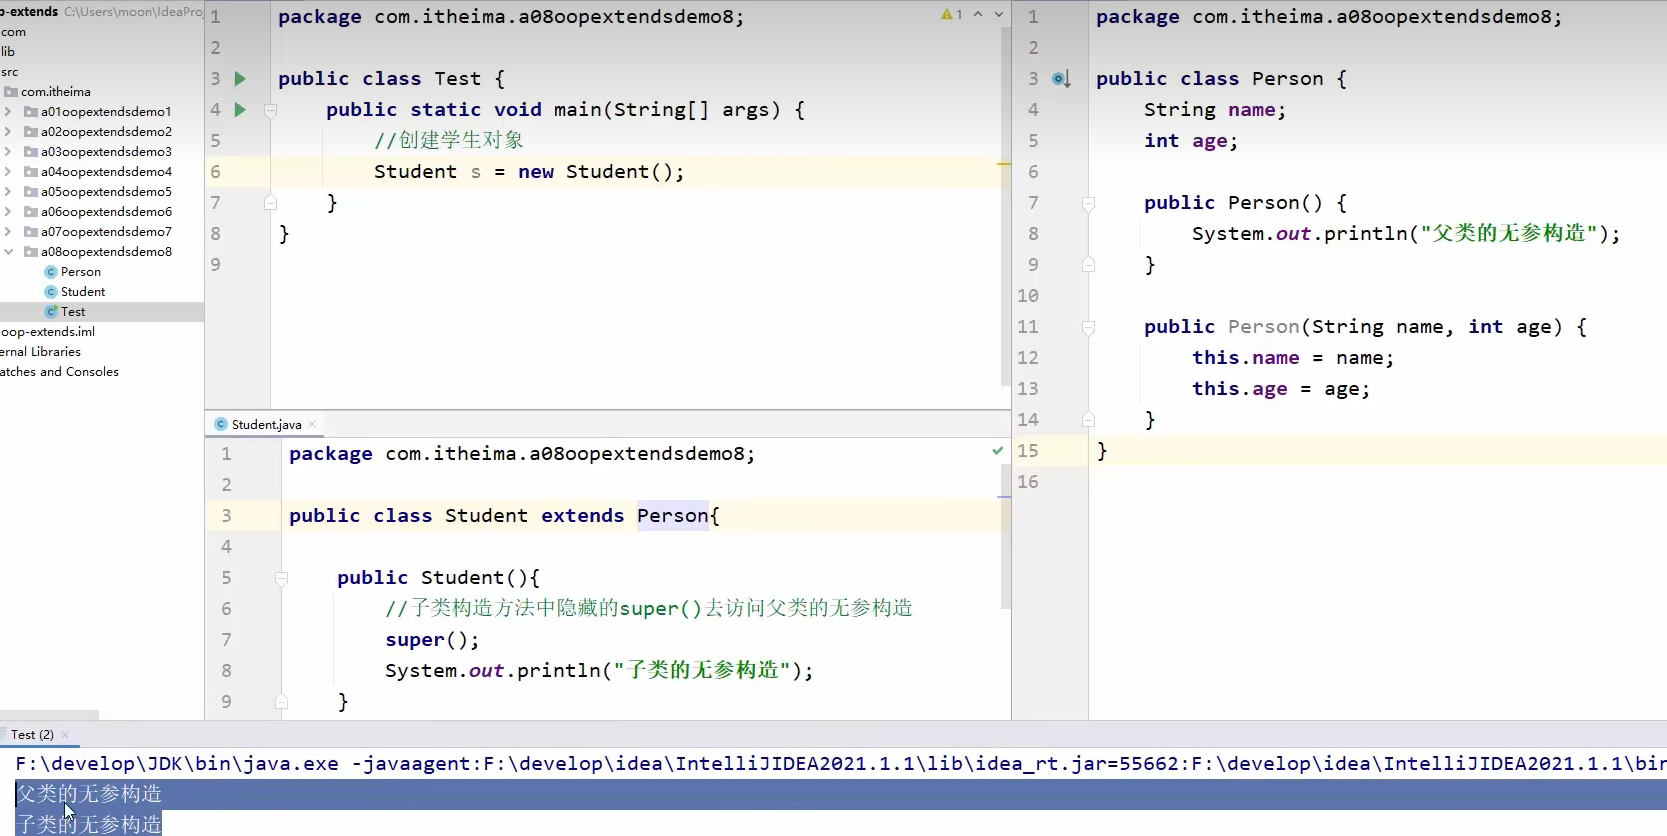 p-extends C:\Users\moon\IdeaProj
com
lib
src
com.itheima
a01oopextendsdemo1
a02oopextendsdemo2
a03oopextendsdemo3
a04oopextendsdemo4
a05oopextendsdemo5
a06oopextendsdemo6
a07oopextendsdemo7
a08oopextendsdemo8
Person
Student
Test
oop-extends.iml
ernal Libraries
atches and Consoles
1 package com.itheima.a08oopextendsdemo8;
1
2
3 public class Test {
4 public static void main(String[] args) {
5 //创建学生对象
6 Student s = new Student();
7 }
8 }
9
Student.java
1 package com.itheima.a08oopextendsdemo8;
2
3 public class Student extends Person{
4
5 public Student(){
6 //子类构造方法中隐藏的super()去访问父类的无参构造
7 super();
8 System.out.println("子类的无参构造");
9 }
1 package com.itheima.a08oopextendsdemo8;
2
3 public class Person {
4 String name;
5 int age;
6
7 public Person() {
8 System.out.println("父类的无参构造");
9 }
10
11 public Person(String name, int age) {
12 this.name = name;
13 this.age = age;
14 }
15 }
16
Test (2)
F:\develop\JDK\bin\java.exe -javaagent:F:\develop\idea\IntelliJIDEA2021.1.1\lib\idea_rt.jar=55662:F:\develop\idea\IntelliJIDEA2021.1.1\bin
父类的无参构造
子类的无参构造